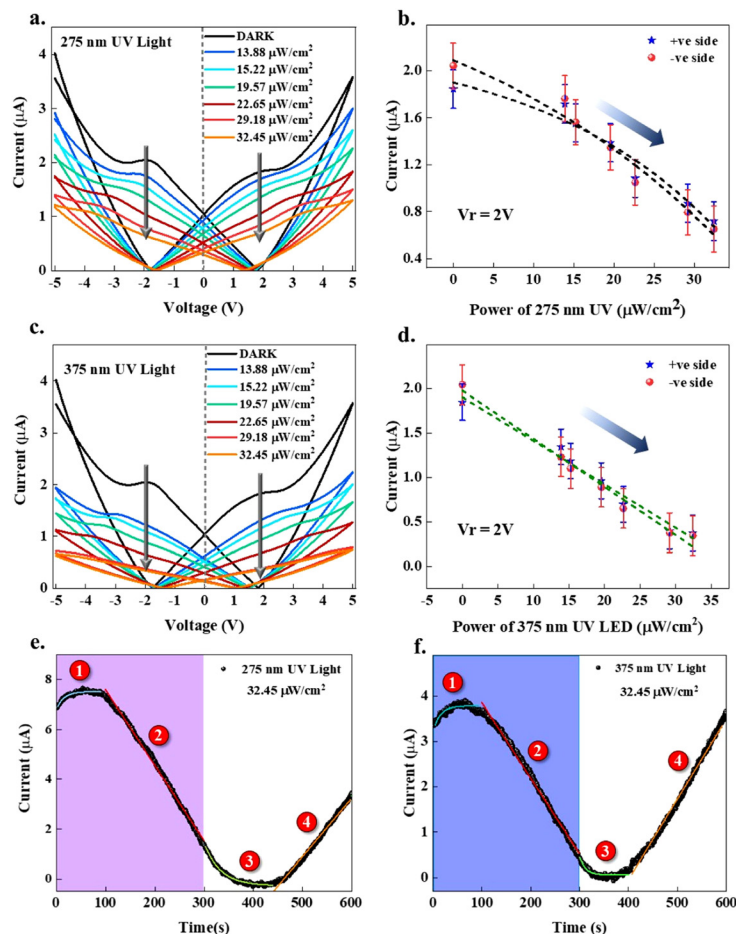 a.
275 nm UV Light
DARK
13.88 μW/cm²
15.22 μW/cm²
19.57 μW/cm²
22.65 μW/cm²
29.18 μW/cm²
32.45 μW/cm²
Current (μA)
5
4
3
2
1
0
-5 -4 -3 -2 -1 0 1 2 3 4 5
Voltage (V)
b.
+ve side
-ve side
Vr = 2V
Current (μA)
2.4
2.0
1.6
1.2
0.8
0.4
0 5 10 15 20 25 30
Power of 275 nm UV (μW/cm²)
c.
375 nm UV Light
DARK
13.88 μW/cm²
15.22 μW/cm²
19.57 μW/cm²
22.65 μW/cm²
29.18 μW/cm²
32.45 μW/cm²
Current (μA)
4
2
0
-5 -4 -3 -2 -1 0 1 2 3 4 5
Voltage (V)
d.
+ve side
-ve side
Vr = 2V
Current (μA)
2.0
1.5
1.0
0.5
0.0
-5 0 5 10 15 20 25 30 35
Power of 375 nm UV LED (μW/cm²)
e.
275 nm UV Light
32.45 μW/cm²
1
2
3
4
Current (μA)
8
6
4
2
0
0 100 200 300 400 500 600
Time(s)
f.
375 nm UV Light
32.45 μW/cm²
1
2
3
4
Current (μA)
4
2
0
0 100 200 300 400 500 600
Time (s)